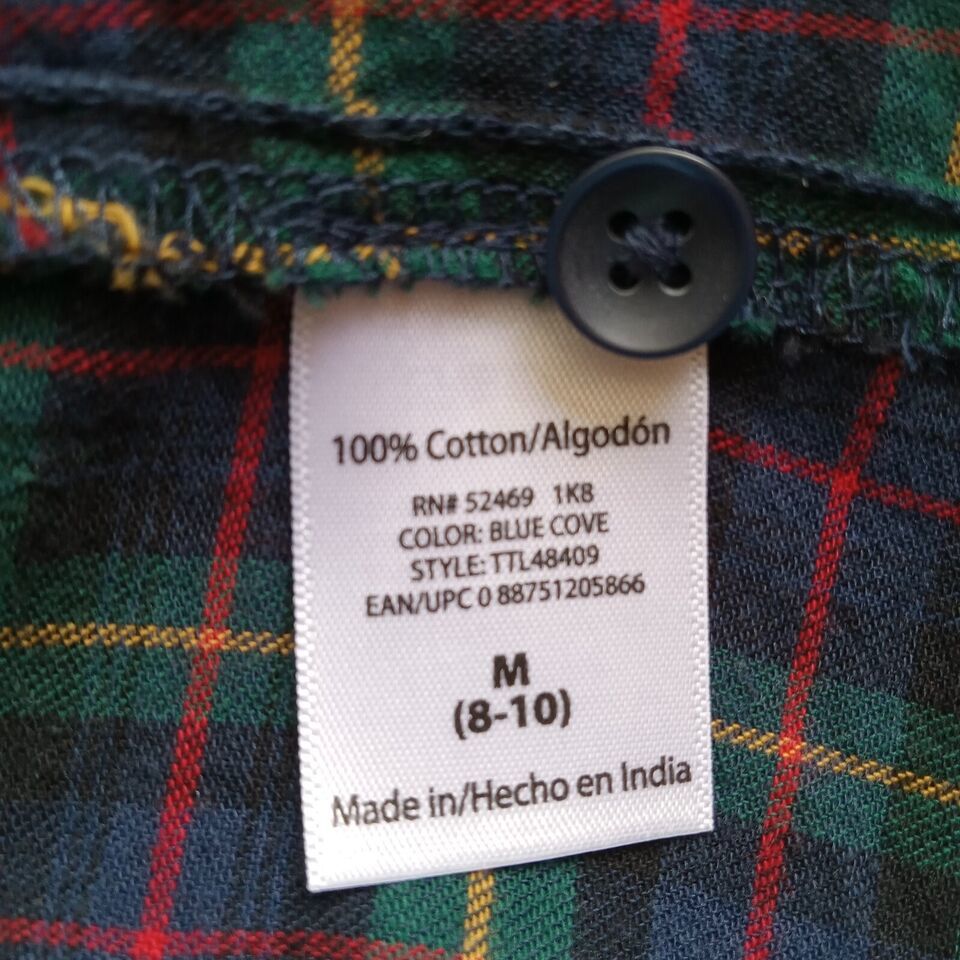 100% Cotton/Algodón
RN# 52469 1K8
COLOR: BLUE COVE
STYLE: TTL48409
EAN/UPC 0 88751205866
M
(8-10)
Made in/Hecho en India